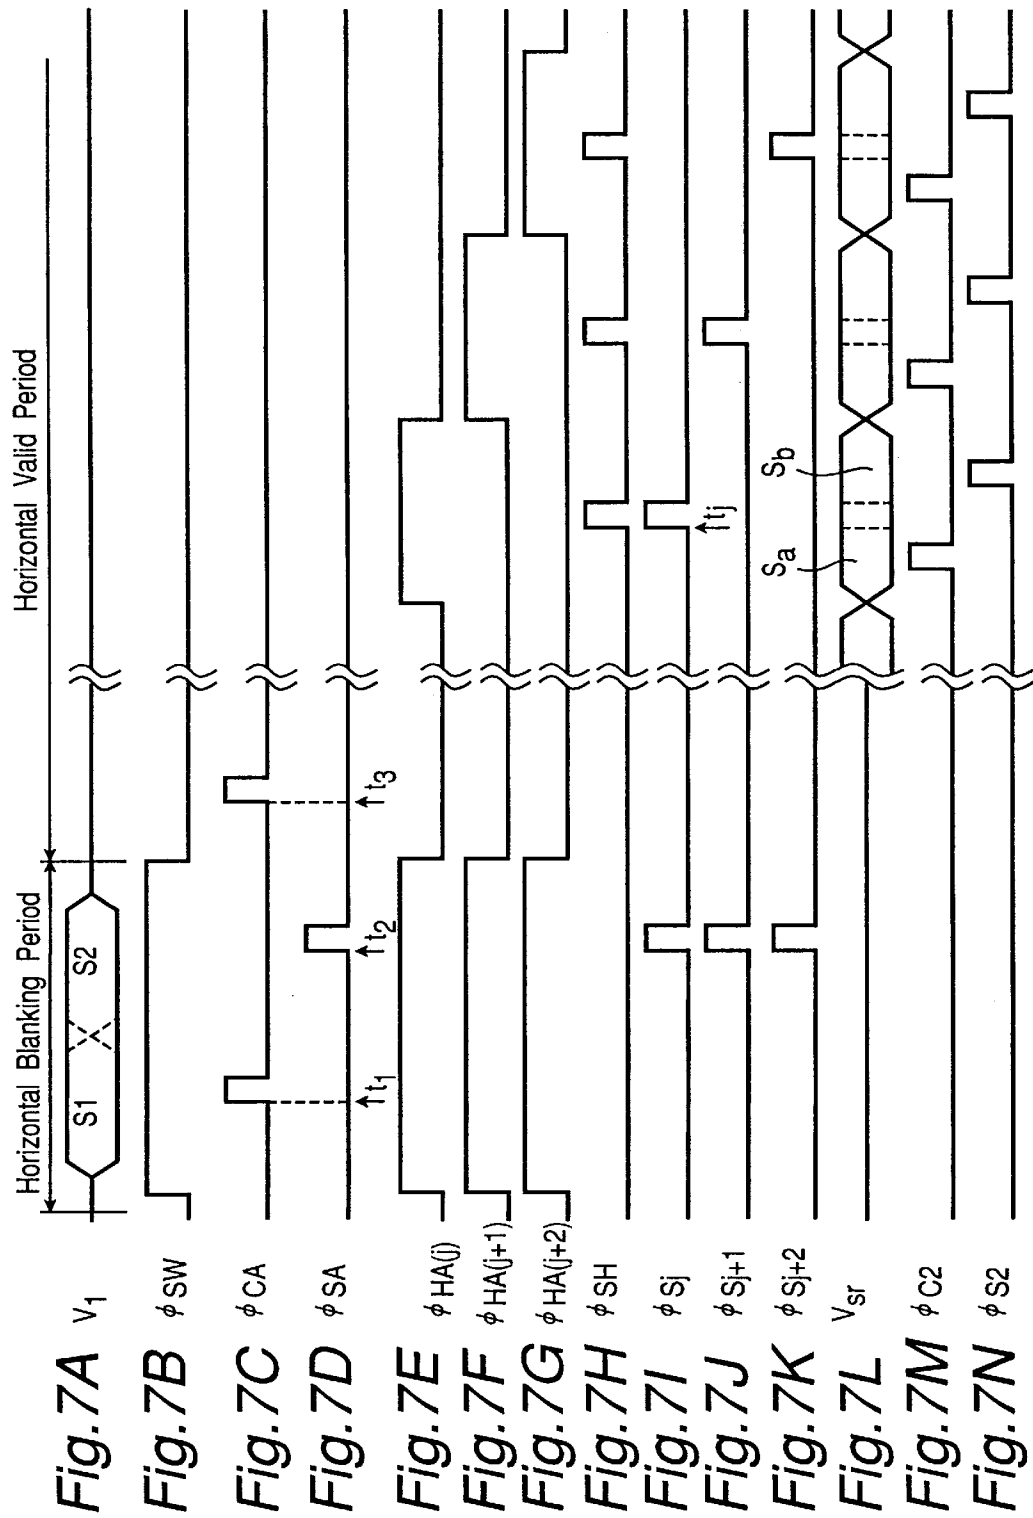 Horizontal Blanking Period
Horizontal Valid Period
Fig.7A V1
S1 S2
Fig.7B φSW
Fig.7C φCA
Fig.7D φSA
t1 t2 t3
Fig.7E φHA(j)
Fig.7F φHA(j+1)
Fig.7G φHA(j+2)
Fig.7H φSH
Fig.7I φSj
tj
Fig.7J φSj+1
Fig.7K φSj+2
Sa Sb
Fig.7L Vsr
Fig.7M φC2
Fig.7N φS2